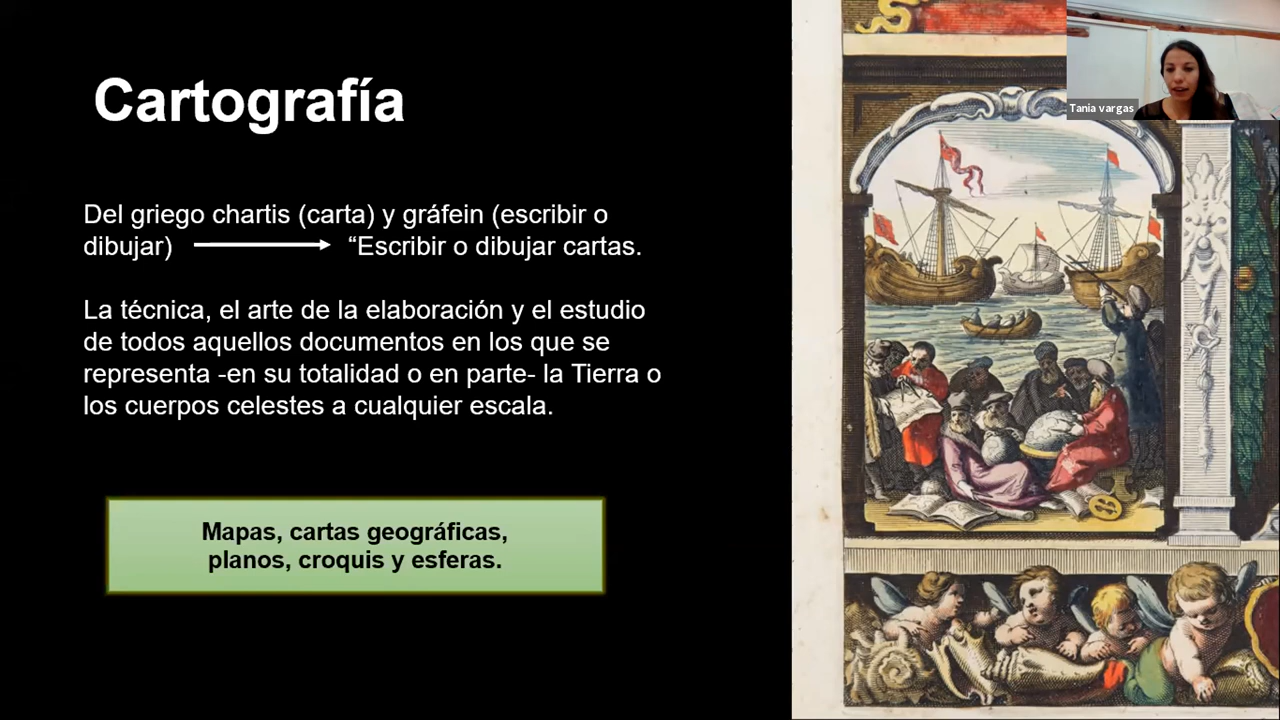 Cartografía
Del griego chartis (carta) y gráfein (escribir o
dibujar) “Escribir o dibujar cartas.
La técnica, el arte de la elaboración y el estudio
de todos aquellos documentos en los que se
representa -en su totalidad o en parte- la Tierra o
los cuerpos celestes a cualquier escala.
Mapas, cartas geográficas,
planos, croquis y esferas.
Tania vargas